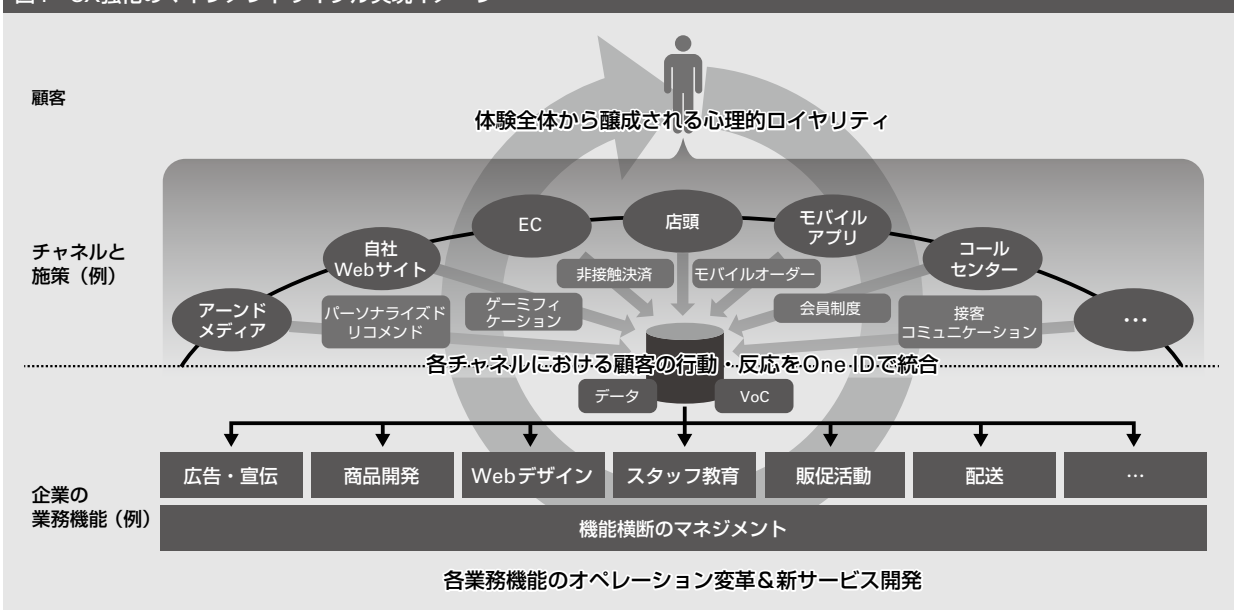 顧客
体験全体から醸成される心理的ロイヤリティ
チャネルと
施策（例）
アーンド
メディア
自社
Webサイト
EC
店頭
モバイル
アプリ
コール
センター
…
パーソナライズド
リコメンド
ゲーミフィ
ケーション
非接触決済
モバイルオーダー
会員制度
接客
コミュニケーション
各チャネルにおける顧客の行動・反応をOne IDで統合
データ
VoC
企業の
業務機能（例）
広告・宣伝
商品開発
Webデザイン
スタッフ教育
販促活動
配送
…
機能横断のマネジメント
各業務機能のオペレーション変革＆新サービス開発